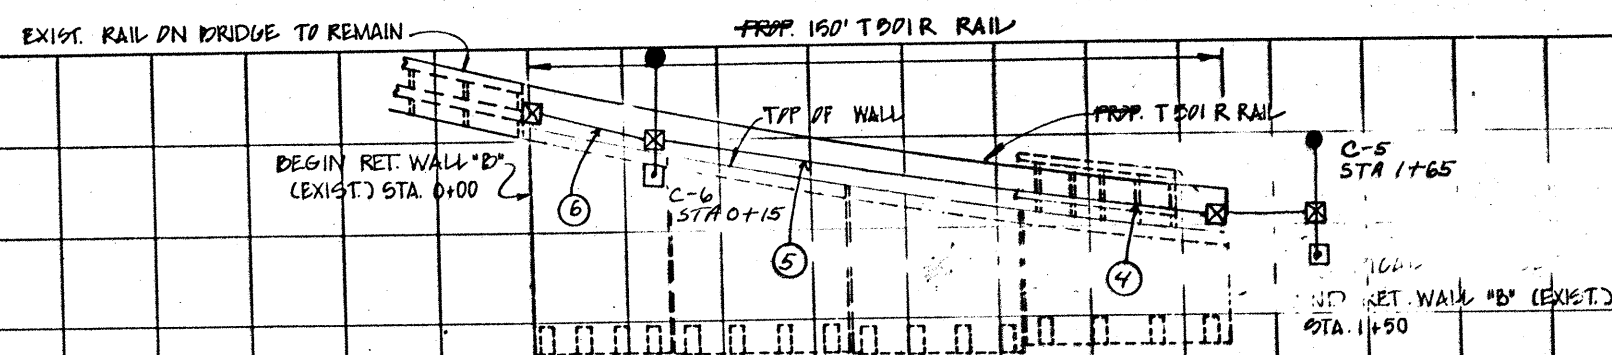 EXIST. RAIL ON BRIDGE TO REMAIN
PROP. 150' T501R RAIL
TOP OF WALL
PROP. T501R RAIL
BEGIN RET. WALL "B"
(EXIST.) STA. 0+00
C-5
STA 1+65
C-6
STA 0+15
6
5
4
RET. WALL "B" (EXIST.)
STA. 1+50